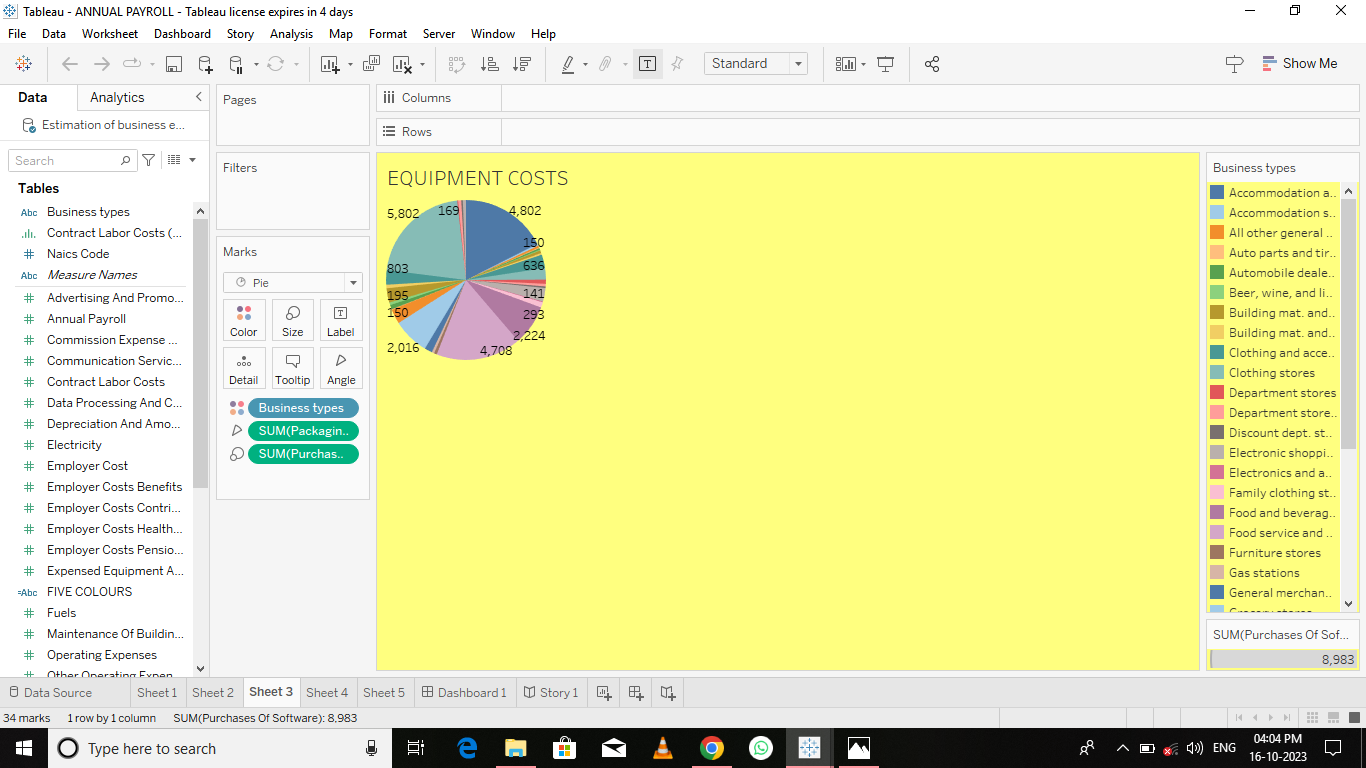 Tableau - ANNUAL PAYROLL - Tableau license expires in 4 days
File Data Worksheet Dashboard Story Analysis Map Format Server Window Help
Standard
Show Me
Data Analytics
Estimation of business e...
Search
Tables
Abc Business types
Contract Labor Costs (...
# Naics Code
Abc Measure Names
# Advertising And Promo...
# Annual Payroll
# Commission Expense ...
# Communication Servic...
# Contract Labor Costs
# Data Processing And C...
# Depreciation And Amo...
# Electricity
# Employer Cost
# Employer Costs Benefits
# Employer Costs Contri...
# Employer Costs Health...
# Employer Costs Pensio...
# Expensed Equipment A...
=Abc FIVE COLOURS
# Fuels
# Maintenance Of Buildin...
# Operating Expenses
# Other Operating Expen
Pages
Filters
Marks
Pie
Color Size Label
Detail Tooltip Angle
Business types
SUM(Packagin..
SUM(Purchas..
Columns
Rows
EQUIPMENT COSTS
5,802
169
4,802
150
803
636
195
141
150
293
2,224
2,016
4,708
Business types
Accommodation a..
Accommodation s..
All other general ..
Auto parts and tir..
Automobile deale..
Beer, wine, and li..
Building mat. and..
Building mat. and..
Clothing and acce..
Clothing stores
Department stores
Department store..
Discount dept. st..
Electronic shoppi..
Electronics and a..
Family clothing st..
Food and beverag..
Food service and ..
Furniture stores
Gas stations
General merchan..
Grocery stores
SUM(Purchases Of Sof...
8,983
Data Source Sheet 1 Sheet 2 Sheet 3 Sheet 4 Sheet 5 Dashboard 1 Story 1
34 marks 1 row by 1 column SUM(Purchases Of Software): 8,983
Type here to search
ENG
04:04 PM
16-10-2023